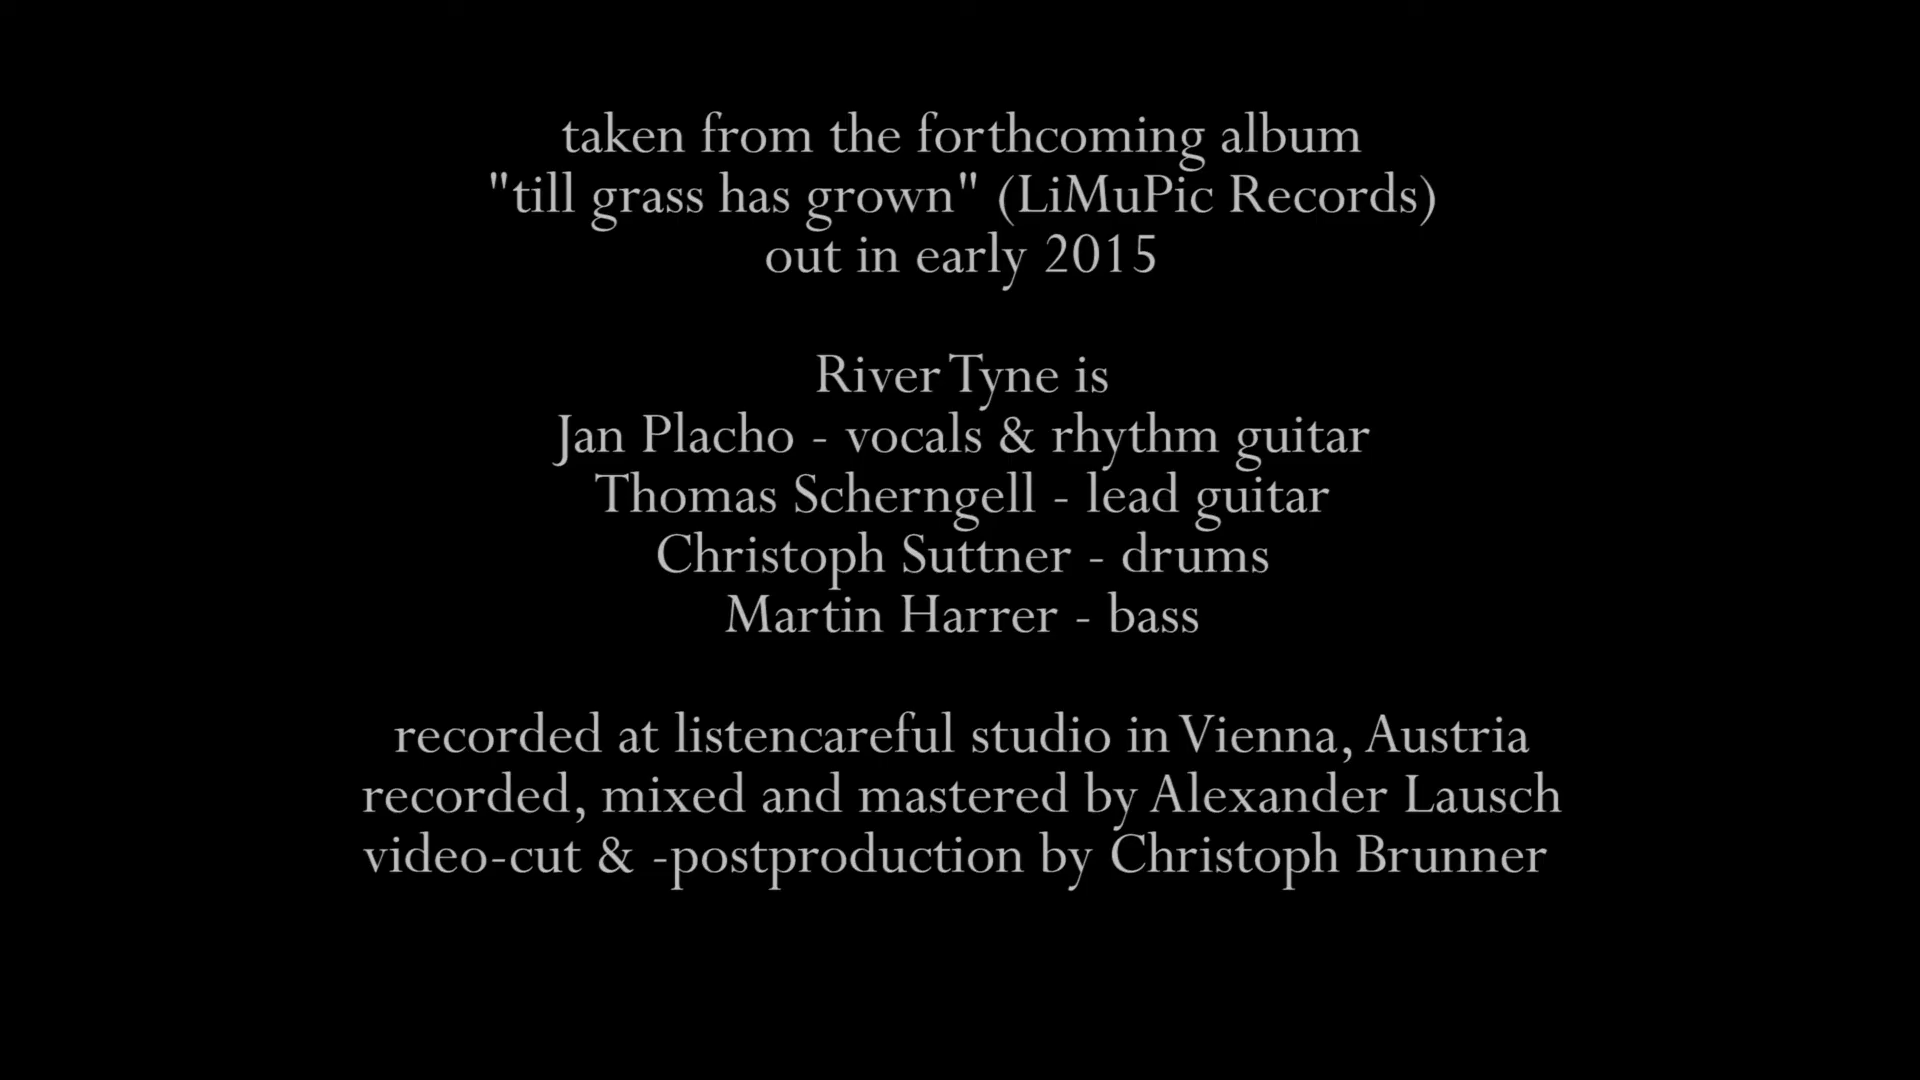 taken from the forthcoming album
"till grass has grown" (LiMuPic Records)
out in early 2015
River Tyne is
Jan Placho - vocals & rhythm guitar
Thomas Scherngell - lead guitar
Christoph Suttner - drums
Martin Harrer - bass
recorded at listencareful studio in Vienna, Austria
recorded, mixed and mastered by Alexander Lausch
video-cut & -postproduction by Christoph Brunner